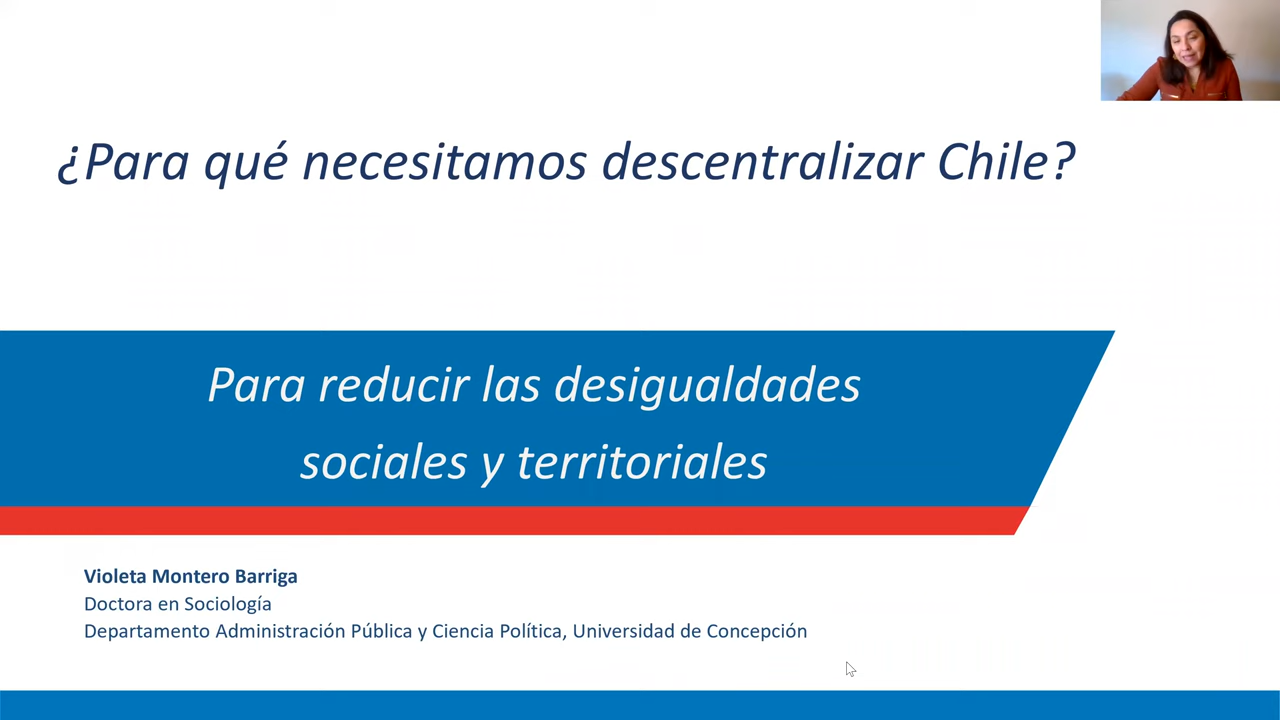 ¿Para qué necesitamos descentralizar Chile?
Para reducir las desigualdades
sociales y territoriales
Violeta Montero Barriga
Doctora en Sociología
Departamento Administración Pública y Ciencia Política, Universidad de Concepción